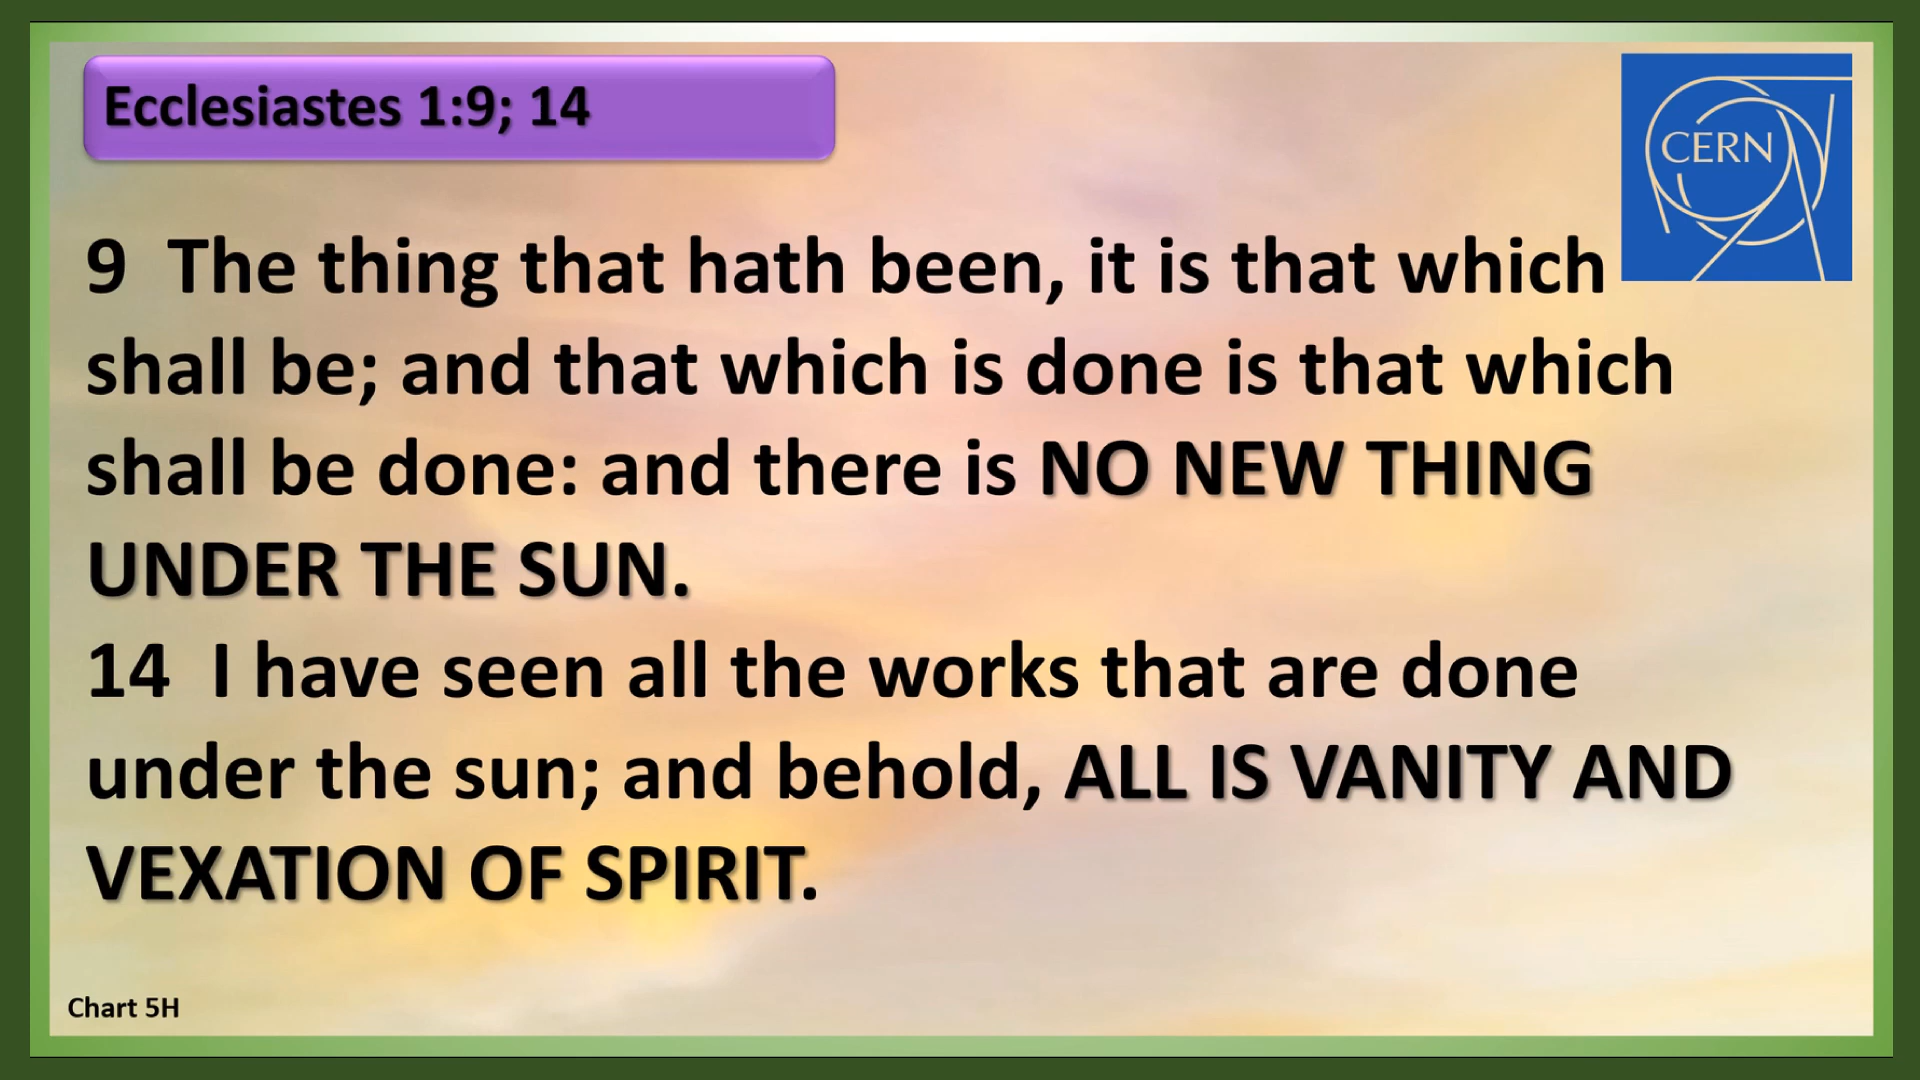 Ecclesiastes 1:9; 14
CERN
9 The thing that hath been, it is that which
shall be; and that which is done is that which
shall be done: and there is NO NEW THING
UNDER THE SUN.
14 I have seen all the works that are done
under the sun; and behold, ALL IS VANITY AND
VEXATION OF SPIRIT.
Chart 5H